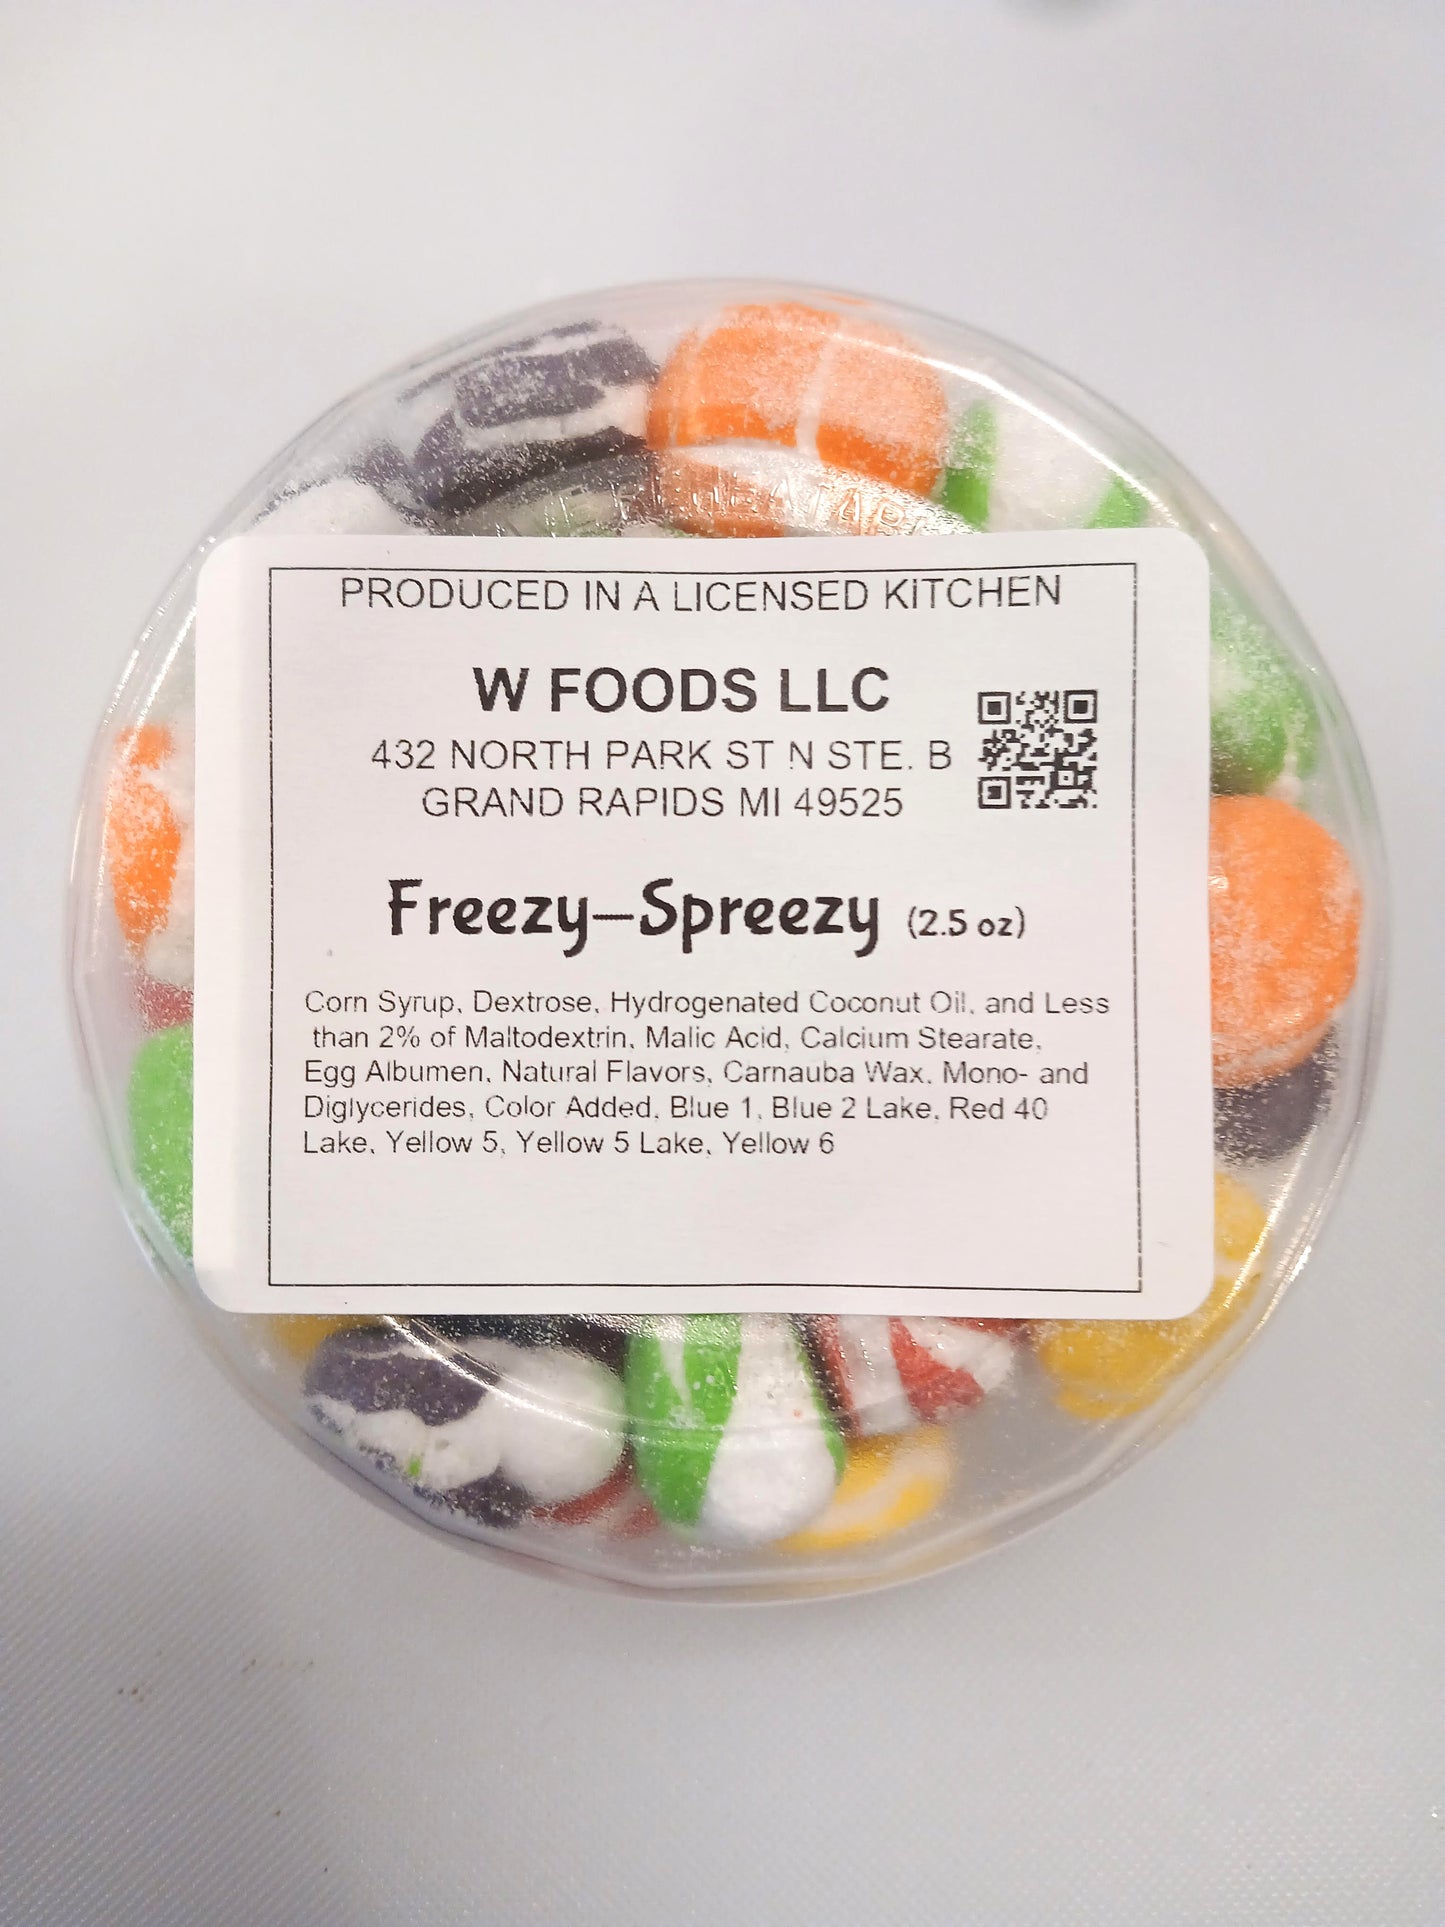 PRODUCED IN A LICENSED KITCHEN
W FOODS LLC
432 NORTH PARK ST N STE. B
GRAND RAPIDS MI 49525
Freezy-Spreezy (2.5 oz)
Corn Syrup, Dextrose, Hydrogenated Coconut Oil, and Less
than 2% of Maltodextrin, Malic Acid, Calcium Stearate,
Egg Albumen, Natural Flavors, Carnauba Wax, Mono- and
Diglycerides, Color Added, Blue 1, Blue 2 Lake, Red 40
Lake, Yellow 5, Yellow 5 Lake, Yellow 6